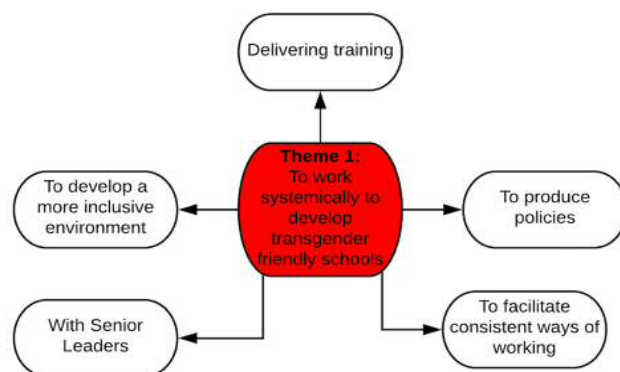 Delivering training
Theme 1:
To work
systemically to
develop
transgender
friendly schools
To develop a
more inclusive
environment
To produce
policies
With Senior
Leaders
To facilitate
consistent ways of
working